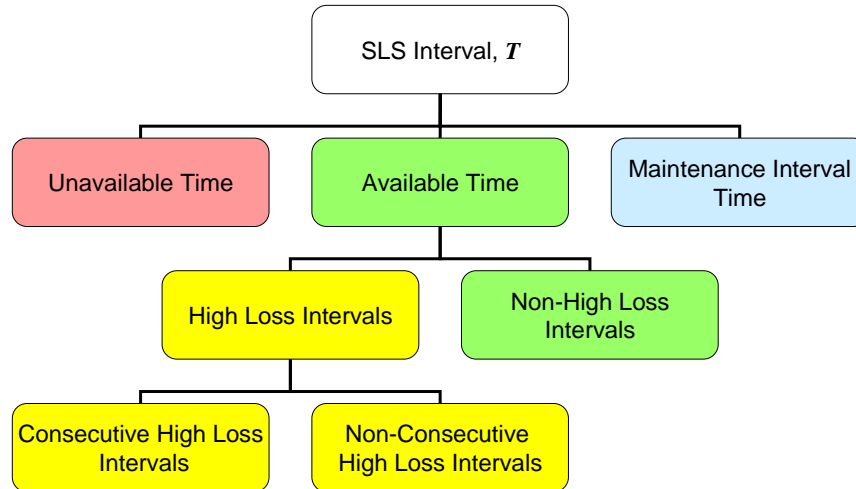 SLS Interval, T
Unavailable Time
Available Time
Maintenance Interval
Time
High Loss Intervals
Non-High Loss
Intervals
Consecutive High Loss
Intervals
Non-Consecutive
High Loss Intervals